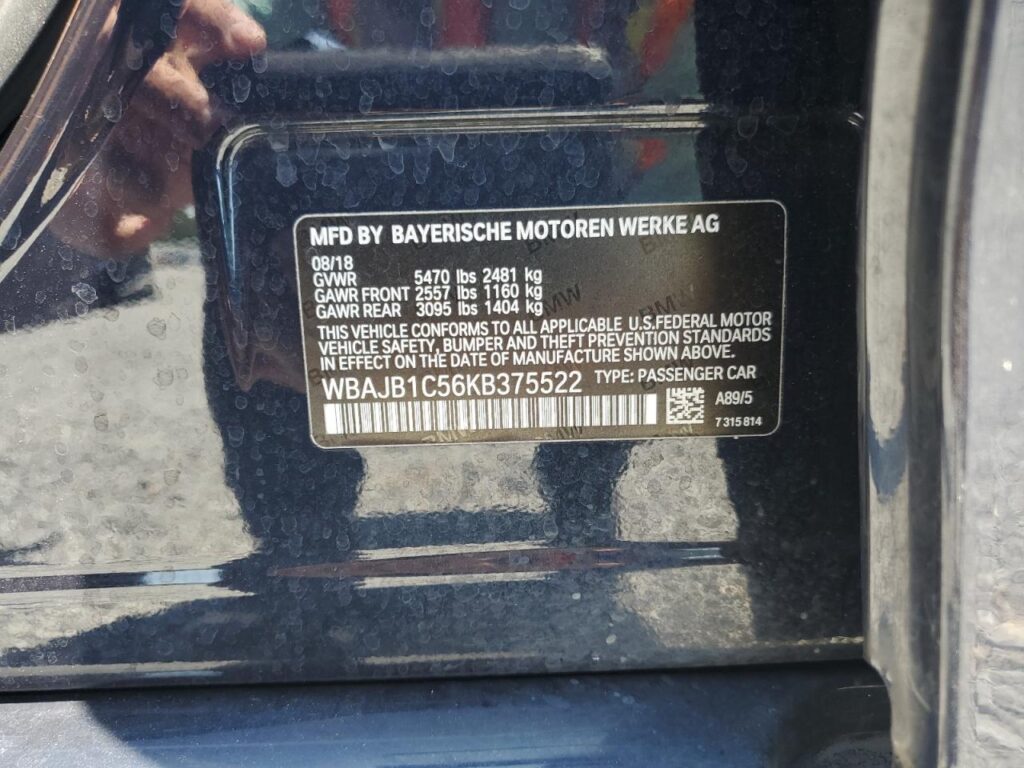 MFD BY BAYERISCHE MOTOREN WERKE AG
08/18
GVWR 5470 lbs 2481 kg
GAWR FRONT 2557 lbs 1160 kg
GAWR REAR 3095 lbs 1404 kg
THIS VEHICLE CONFORMS TO ALL APPLICABLE U.S.FEDERAL MOTOR
VEHICLE SAFETY, BUMPER AND THEFT PREVENTION STANDARDS
IN EFFECT ON THE DATE OF MANUFACTURE SHOWN ABOVE.
WBAJB1C56KB375522 TYPE: PASSENGER CAR
A89/5
7 315 814